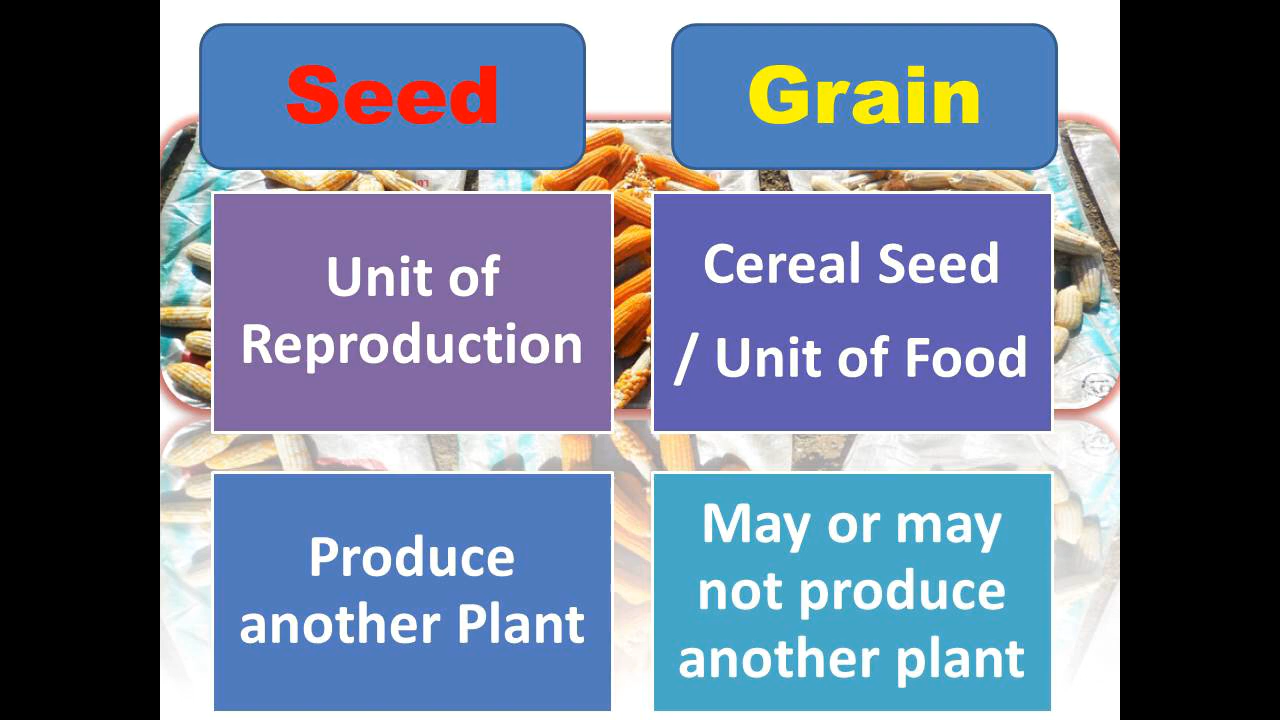 Seed
Grain
Unit of
Reproduction
Cereal Seed
/ Unit of Food
Produce
another Plant
May or may
not produce
another plant